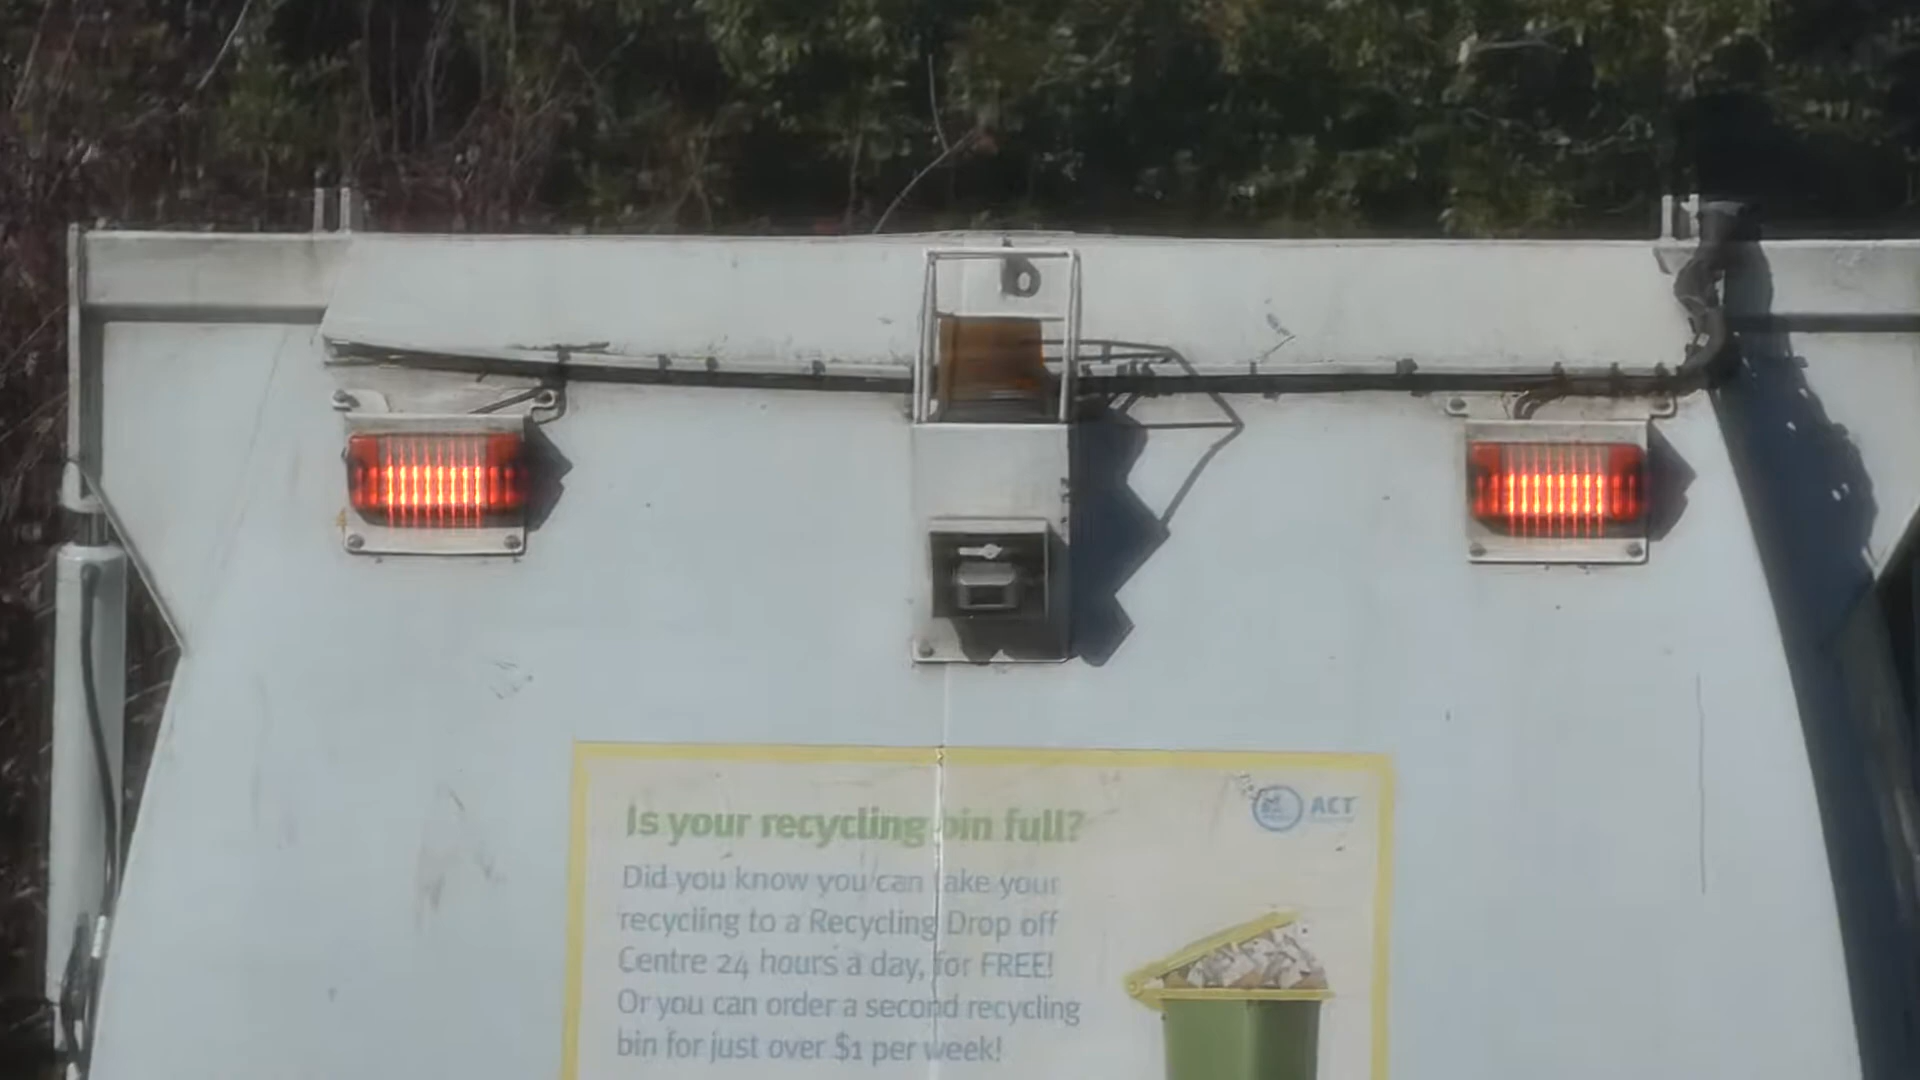 Is your recycling bin full?
ACT
Did you know you can take your
recycling to a Recycling Drop off
Centre 24 hours a day, for FREE!
Or you can order a second recycling
bin for just over $1 per week!